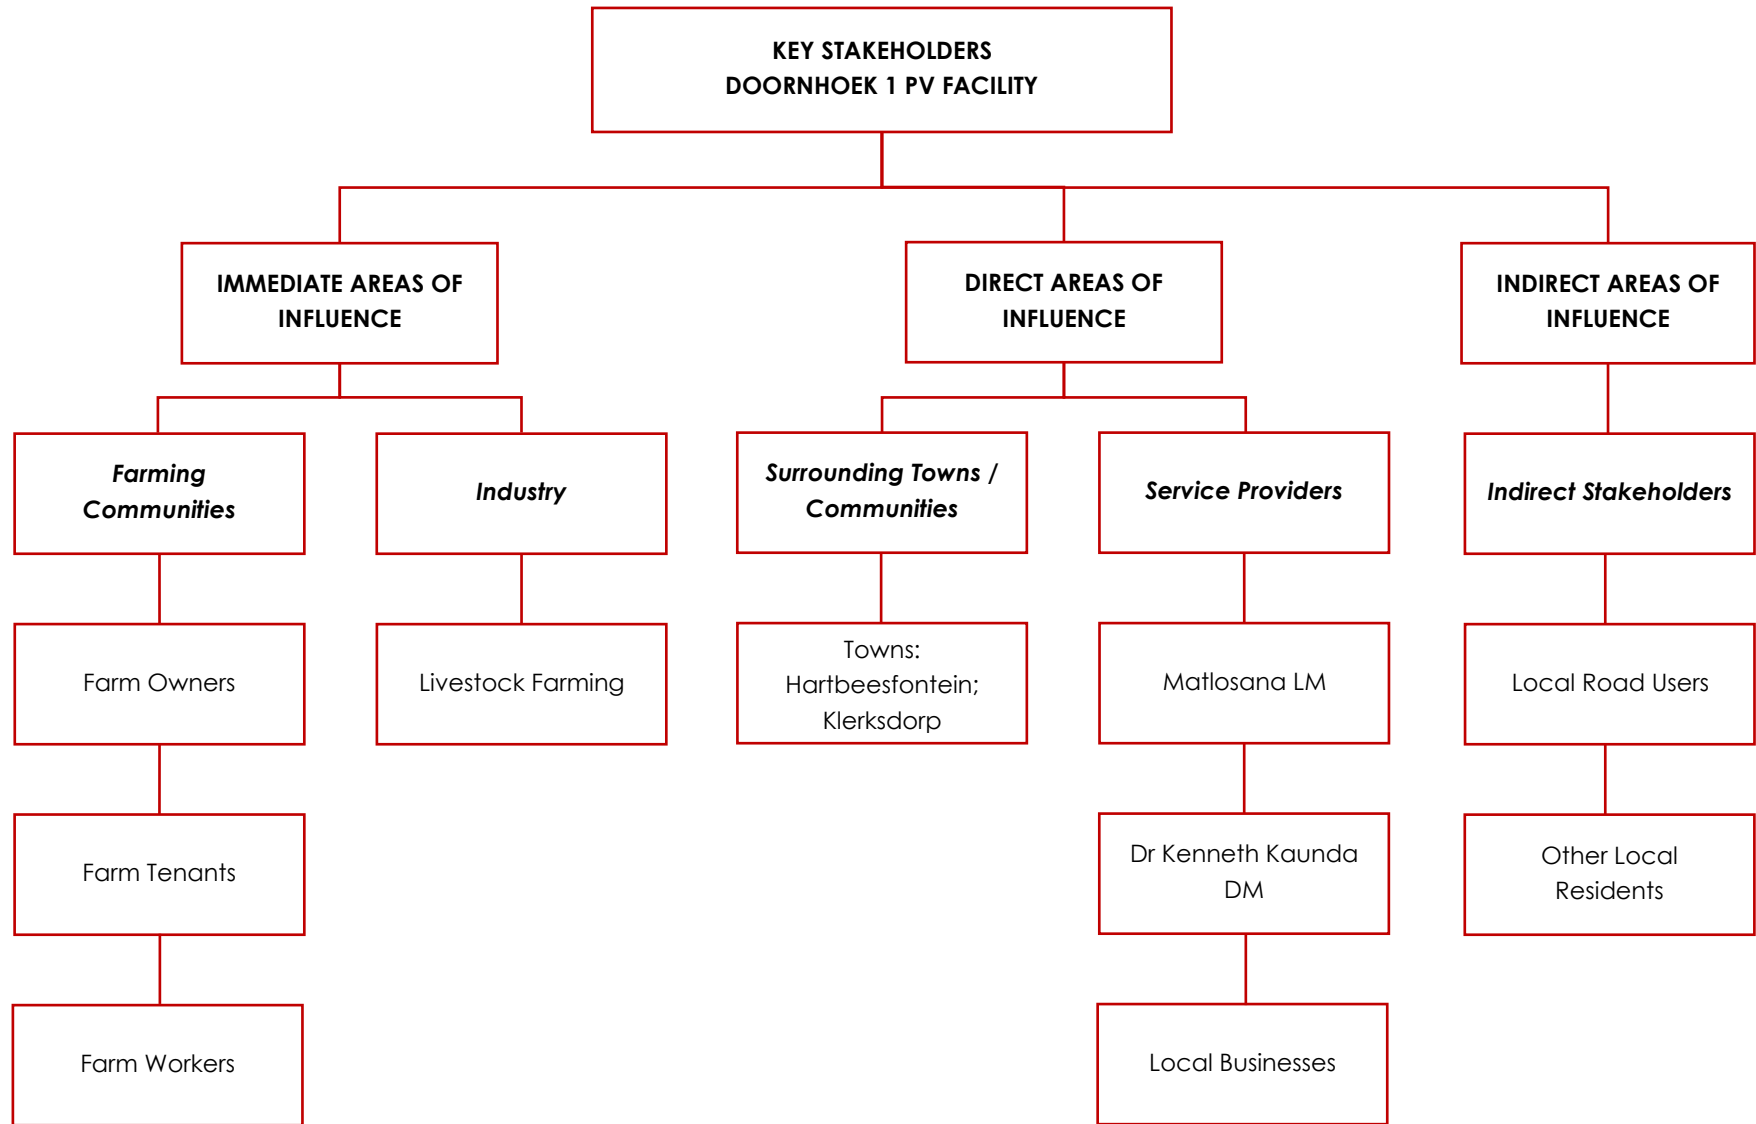 KEY STAKEHOLDERS
DOORNHOEK 1 PV FACILITY
IMMEDIATE AREAS OF
INFLUENCE
DIRECT AREAS OF
INFLUENCE
INDIRECT AREAS OF
INFLUENCE
Farming
Communities
Industry
Surrounding Towns /
Communities
Service Providers
Indirect Stakeholders
Farm Owners
Livestock Farming
Towns:
Hartbeesfontein;
Klerksdorp
Matlosana LM
Local Road Users
Farm Tenants
Dr Kenneth Kaunda
DM
Other Local
Residents
Farm Workers
Local Businesses